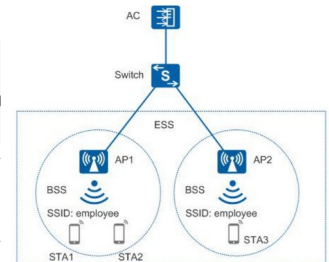 AC
Switch
S
ESS
AP1
AP2
BSS
BSS
SSID: employee
SSID: employee
STA1
STA2
STA3